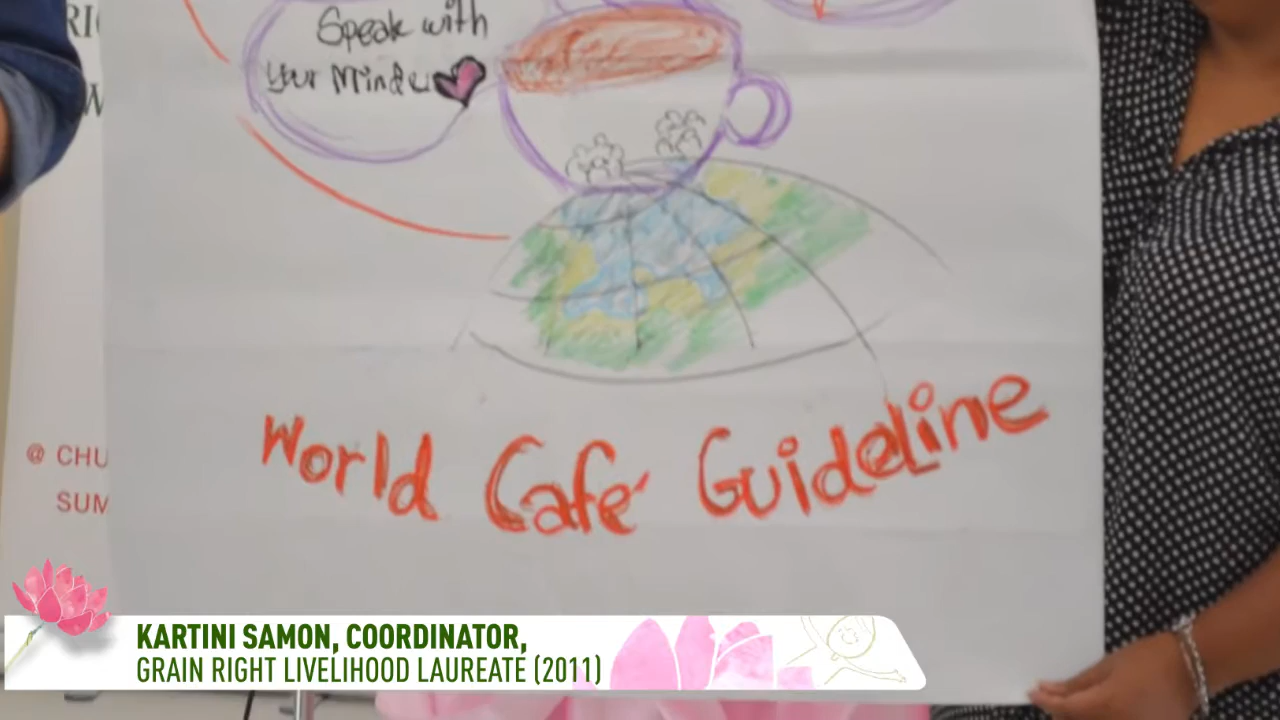 Speak with
your Mind &
World Café Guideline
@ CHU
SUM
KARTINI SAMON, COORDINATOR,
GRAIN RIGHT LIVELIHOOD LAUREATE (2011)